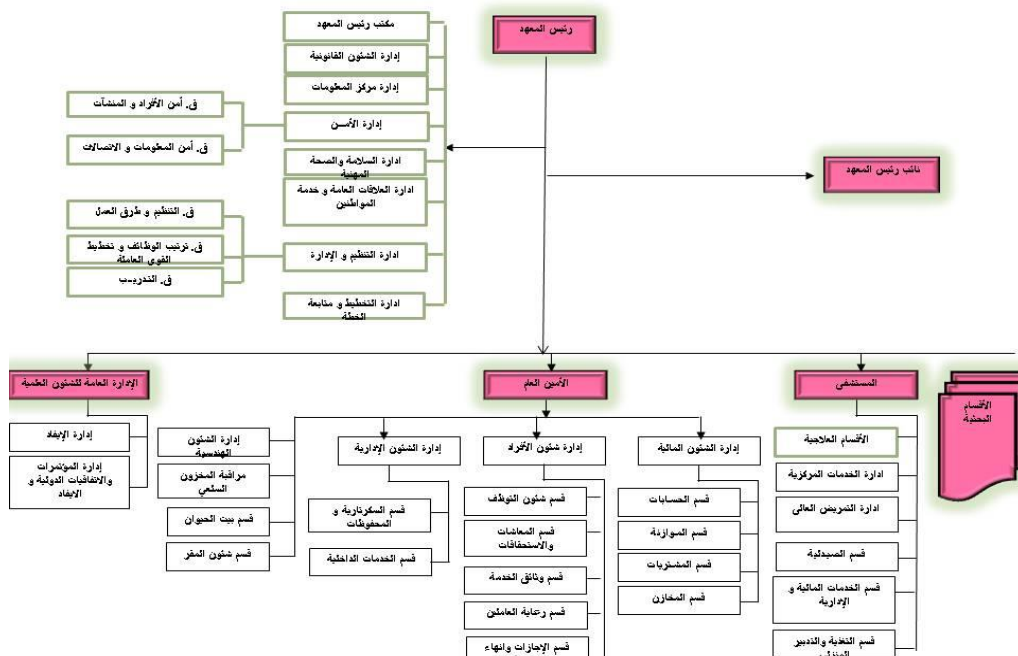 رئيس المعهد
مكتب رئيس المعهد
إدارة الشئون القانونية
إدارة مركز المعلومات
إدارة الأمــن
ق. أمن الأفراد و المنشآت
ق. أمن المعلومات و الاتصالات
ادارة السلامة والصحة
المهنية
ادارة العلاقات العامة و خدمة
المواطنين
ادارة التنظيم و الإدارة
ق. التنظيم و طرق العمل
ق. ترتيب الوظائف و تخطيط
القوى العاملة
ق. التدريــب
ادارة التخطيط و متابعة
الخطة
نائب رئيس المعهد
الأقسام
البحثية
المستشفى
الأقسام العلاجية
ادارة الخدمات المركزية
ادارة التمريض العالى
قسم الصيدلية
قسم الخدمات المالية و
الإدارية
قسم التغذية والتدبير
المنزلى
الأمين العام
إدارة الشئون المالية
قسم الحسابات
قسم الموازنة
قسم المشتريات
قسم المخازن
إدارة شئون الأفراد
قسم شئون التوظف
قسم المعاشات
والاستحقاقات
قسم وثائق الخدمة
قسم رعاية العاملين
قسم الإجازات وانهاء
إدارة الشئون الإدارية
قسم السكرتارية و
المحفوظات
قسم الخدمات الداخلية
إدارة الشئون
الهندسية
مراقبة المخزون
السلعي
قسم بيت الحيوان
قسم شئون المقر
الإدارة العامة للشئون العلمية
إدارة الإيفاد
إدارة المؤتمرات
والاتفاقيات الدولية و
الايفاد